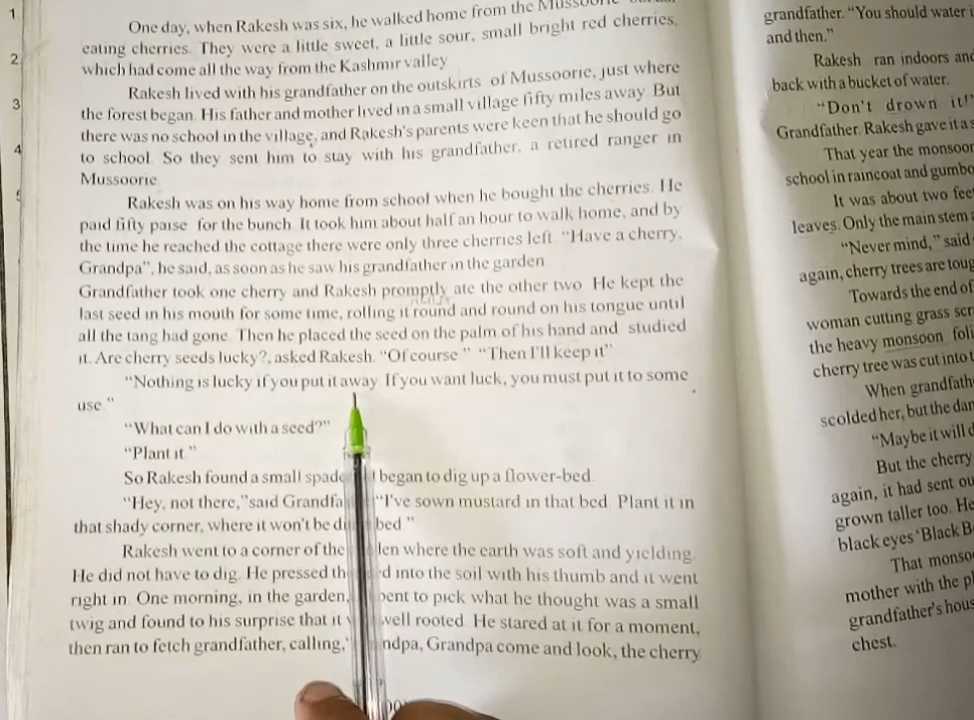 1
2
3
4
One day, when Rakesh was six, he walked home from the Mussoorie
eating cherries. They were a little sweet, a little sour, small bright red cherries,
which had come all the way from the Kashmir valley
Rakesh lived with his grandfather on the outskirts of Mussoorie, just where
the forest began. His father and mother lived in a small village fifty miles away. But
there was no school in the village, and Rakesh's parents were keen that he should go
to school. So they sent him to stay with his grandfather, a retired ranger in
Mussoorie
Rakesh was on his way home from school when he bought the cherries. He
paid fifty paise for the bunch. It took him about half an hour to walk home, and by
the time he reached the cottage there were only three cherries left. "Have a cherry,
Grandpa", he said, as soon as he saw his grandfather in the garden
Grandfather took one cherry and Rakesh promptly ate the other two. He kept the
last seed in his mouth for some time, rolling it round and round on his tongue until
all the tang had gone. Then he placed the seed on the palm of his hand and studied
it. Are cherry seeds lucky?, asked Rakesh. "Of course." "Then I'll keep it"
"Nothing is lucky if you put it away. If you want luck, you must put it to some
use."
"What can I do with a seed?"
"Plant it."
So Rakesh found a small spade began to dig up a flower-bed.
"Hey, not there,"said Grandfa "I've sown mustard in that bed. Plant it in
that shady corner, where it won't be di bed"
Rakesh went to a corner of the den where the earth was soft and yielding.
He did not have to dig. He pressed th d into the soil with his thumb and it went
right in. One morning, in the garden, bent to pick what he thought was a small
twig and found to his surprise that it well rooted. He stared at it for a moment,
then ran to fetch grandfather, calling,' ndpa, Grandpa come and look, the cherry
grandfather. "You should water i
and then."
Rakesh ran indoors and
back with a bucket of water.
"Don't drown it!"
Grandfather. Rakesh gave it a s
That year the monsoon
school in raincoat and gumbo
It was about two fee
leaves. Only the main stem
"Never mind," said
again, cherry trees are toug
Towards the end of
woman cutting grass scr
the heavy monsoon foli
cherry tree was cut into t
When grandfath
scolded her, but the dam
"Maybe it will d
But the cherry
again, it had sent ou
grown taller too. He
black eyes 'Black B
That monso
mother with the pl
grandfather's hous
chest.